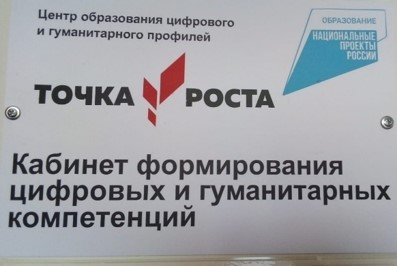 Центр образования цифрового
и гуманитарного профилей
ОБРАЗОВАНИЕ
НАЦИОНАЛЬНЫЕ
ПРОЕКТЫ
РОССИИ
ТОЧКА РОСТА
Кабинет формирования
цифровых и гуманитарных
компетенций